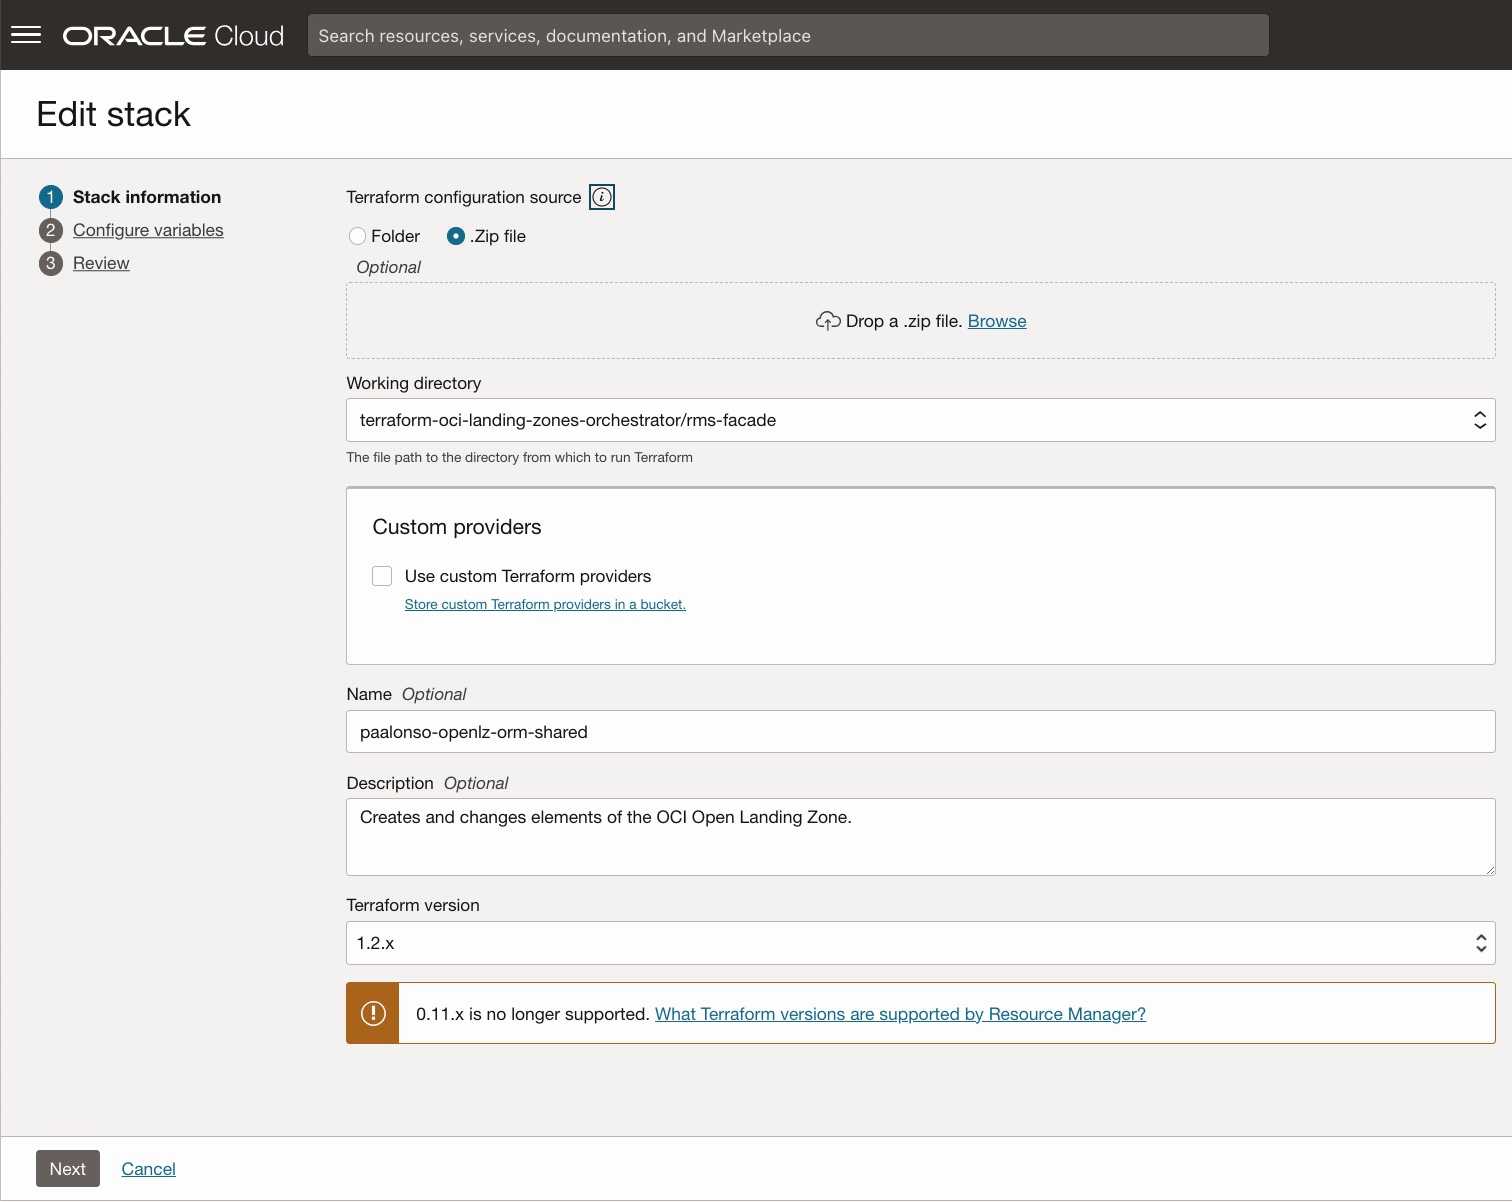 ORACLE Cloud
Search resources, services, documentation, and Marketplace
Edit stack
1 Stack information
2 Configure variables
3 Review
Terraform configuration source i
Folder .Zip file
Optional
Drop a .zip file. Browse
Working directory
terraform-oci-landing-zones-orchestrator/rms-facade
The file path to the directory from which to run Terraform
Custom providers
Use custom Terraform providers
Store custom Terraform providers in a bucket.
Name Optional
paalonso-openlz-orm-shared
Description Optional
Creates and changes elements of the OCI Open Landing Zone.
Terraform version
1.2.x
! 0.11.x is no longer supported. What Terraform versions are supported by Resource Manager?
Next Cancel